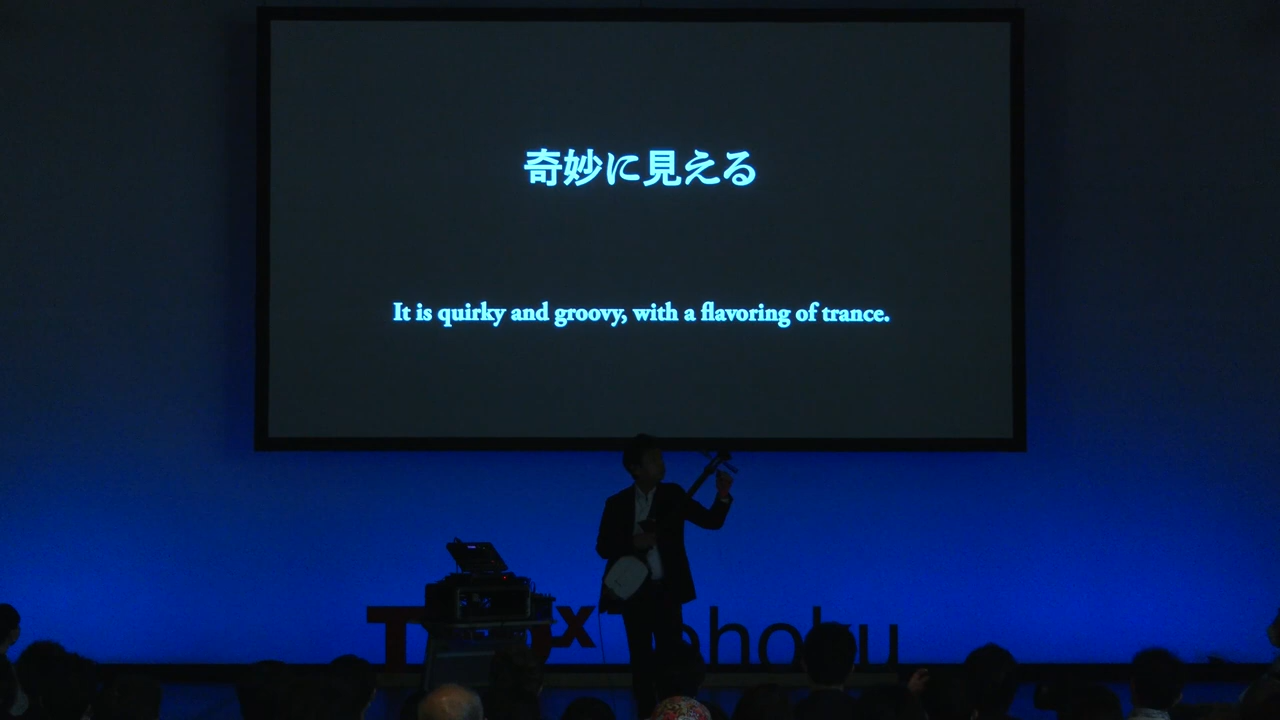 奇妙に見える
It is quirky and groovy, with a flavoring of trance.